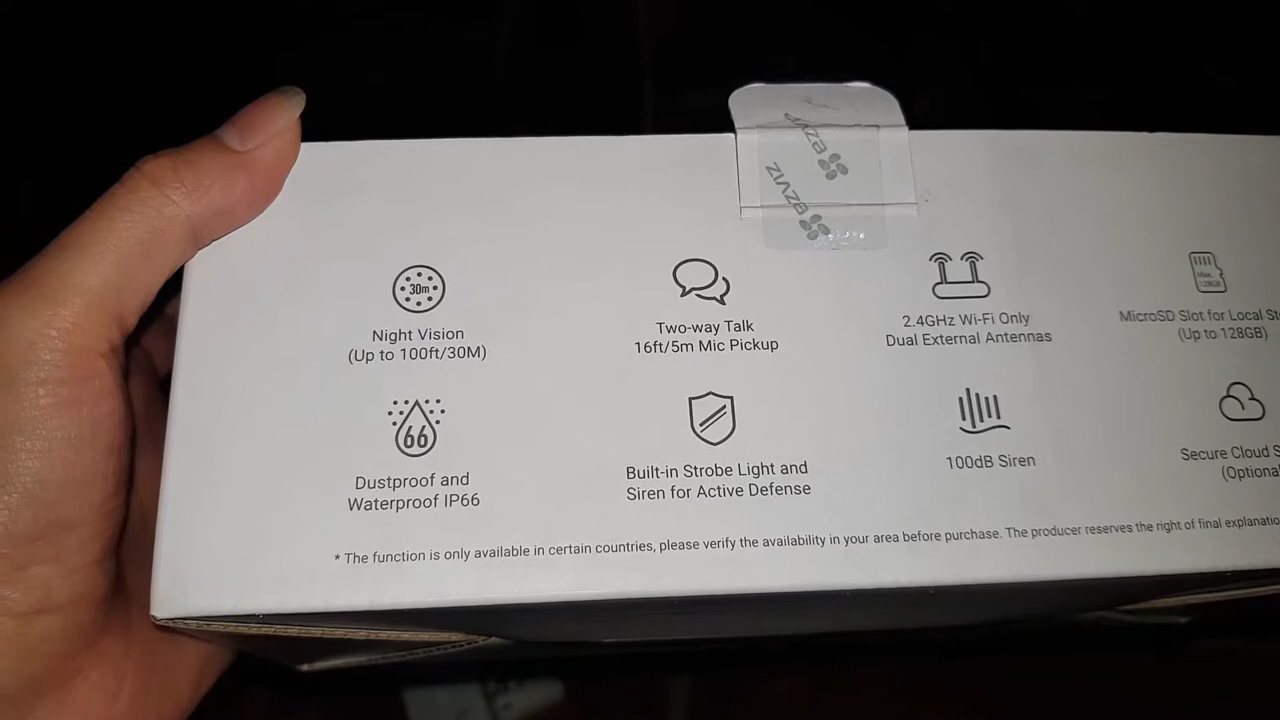 EZVIZ
EZVIZ
30m
Night Vision
(Up to 100ft/30M)
Two-way Talk
16ft/5m Mic Pickup
2.4GHz Wi-Fi Only
Dual External Antennas
Max.
128GB
MicroSD Slot for Local
(Up to 128GB)
66
Dustproof and
Waterproof IP66
Built-in Strobe Light and
Siren for Active Defense
100dB Siren
Secure Cloud
(Optional
* The function is only available in certain countries, please verify the availability in your area before purchase. The producer reserves the right of final